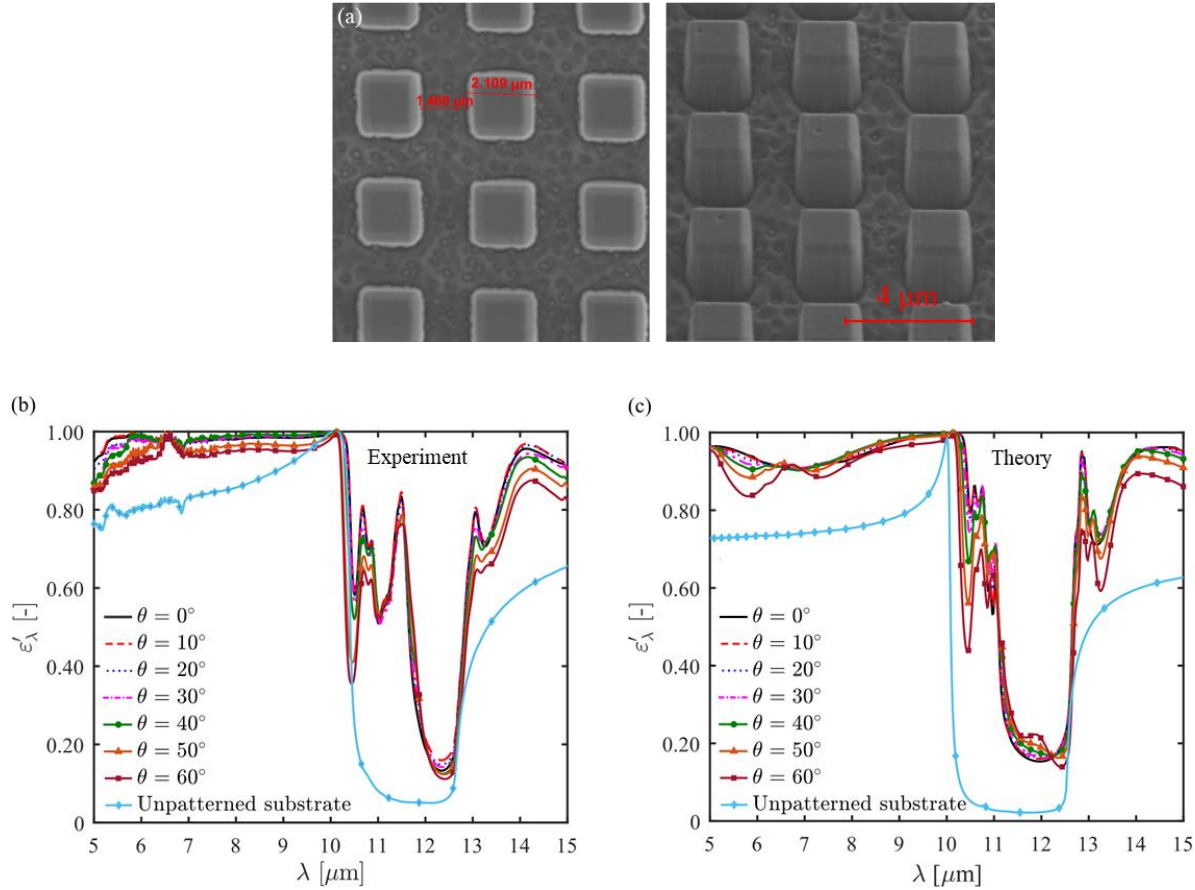 (a)
2.109 µm
1.468 µm
4 µm
(b)
(c)
1.00
0.80
0.60
0.40
0.20
0
ε′λ [-]
Experiment
θ = 0°
θ = 10°
θ = 20°
θ = 30°
θ = 40°
θ = 50°
θ = 60°
Unpatterned substrate
5 6 7 8 9 10 11 12 13 14 15
λ [µm]
1.00
0.80
0.60
0.40
0.20
0
ε′λ [-]
Theory
θ = 0°
θ = 10°
θ = 20°
θ = 30°
θ = 40°
θ = 50°
θ = 60°
Unpatterned substrate
5 6 7 8 9 10 11 12 13 14 15
λ [µm]